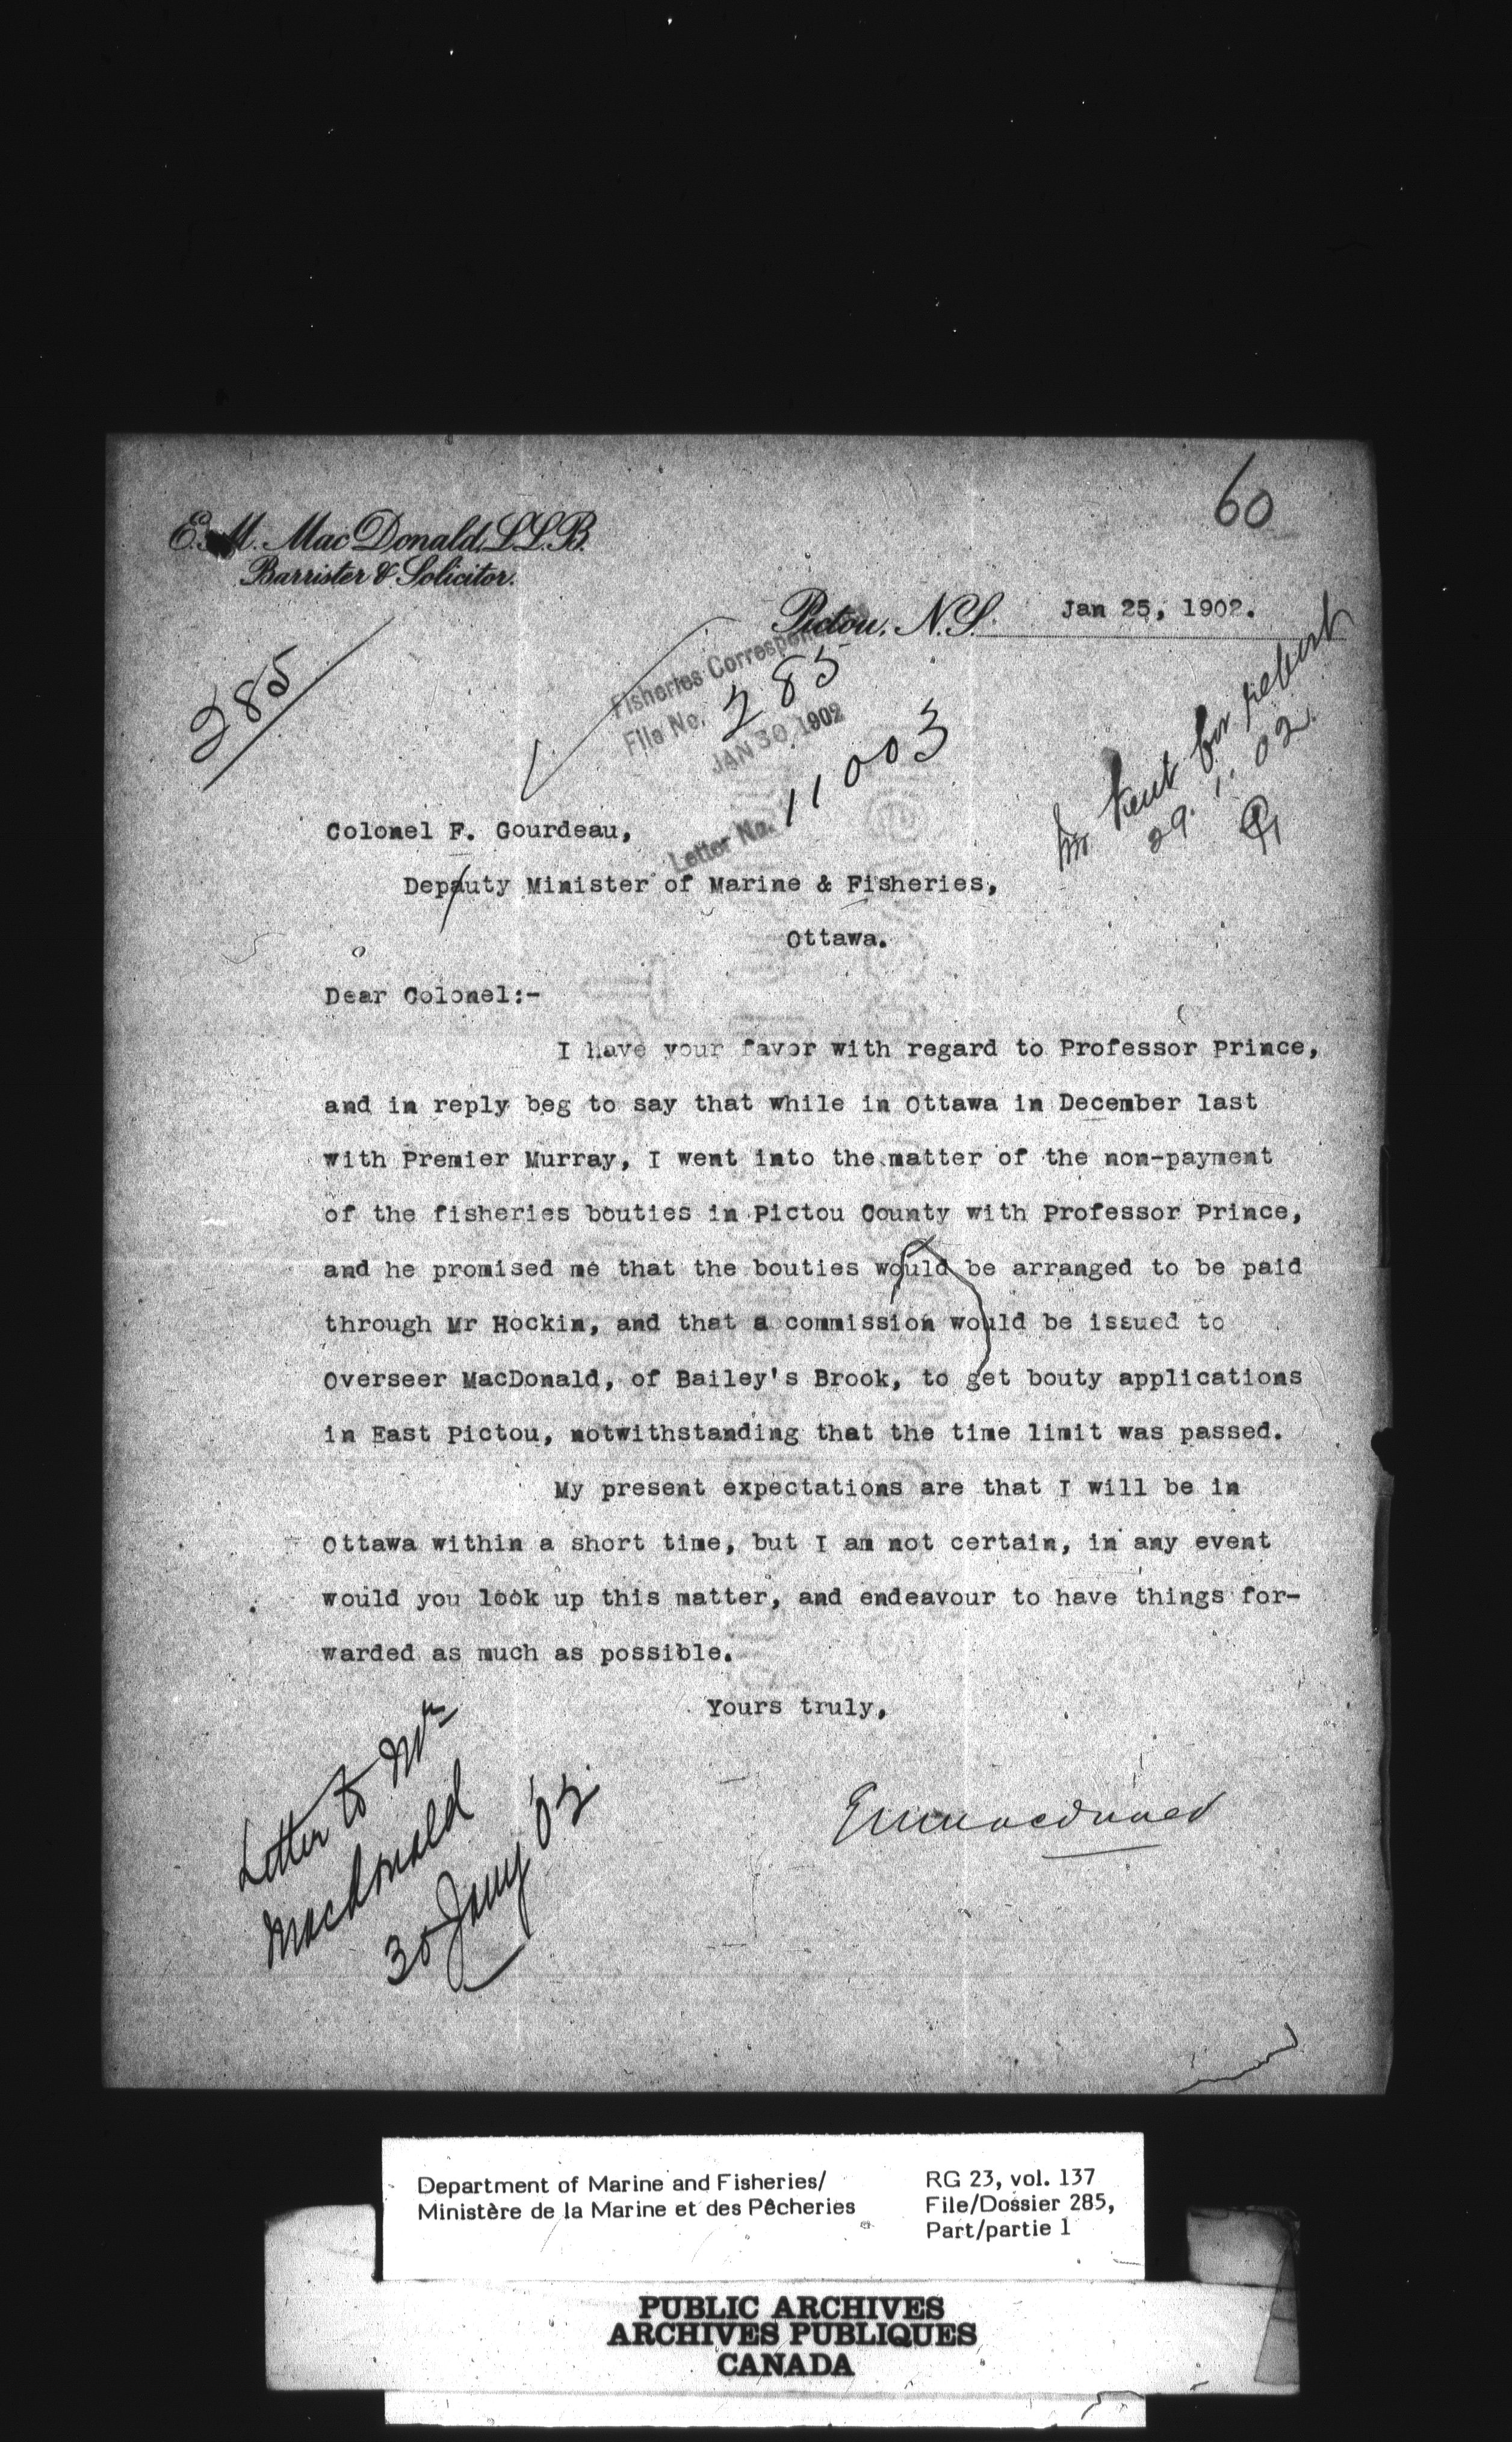 60
E. M. MacDonald, LL.B.
Barrister & Solicitor.
Pictou, N.S. Jan 25, 1902.
285
Fisheries Correspondence
File No. 285
JAN 30 1902
Letter No. 11003
Mr Kent for report
29. 1. 02.
Colonel F. Gourdeau,
Depauty Minister of Marine & Fisheries,
Ottawa.
Dear Colonel:-
I have your favor with regard to Professor Prince,
and in reply beg to say that while in Ottawa in December last
with Premier Murray, I went into the matter of the non-payment
of the fisheries bouties in Pictou County with Professor Prince,
and he promised me that the bouties would be arranged to be paid
through Mr Hockin, and that a commission would be issued to
Overseer MacDonald, of Bailey's Brook, to get bouty applications
in East Pictou, notwithstanding that the time limit was passed.
My present expectations are that I will be in
Ottawa within a short time, but I am not certain, in any event
would you look up this matter, and endeavour to have things for-
warded as much as possible.
Yours truly,
E M Macdonald
Letter to Mr
Macdonald
30 Jany '02
Department of Marine and Fisheries/
Ministère de la Marine et des Pêcheries
RG 23, vol. 137
File/Dossier 285,
Part/partie 1
PUBLIC ARCHIVES
ARCHIVES PUBLIQUES
CANADA